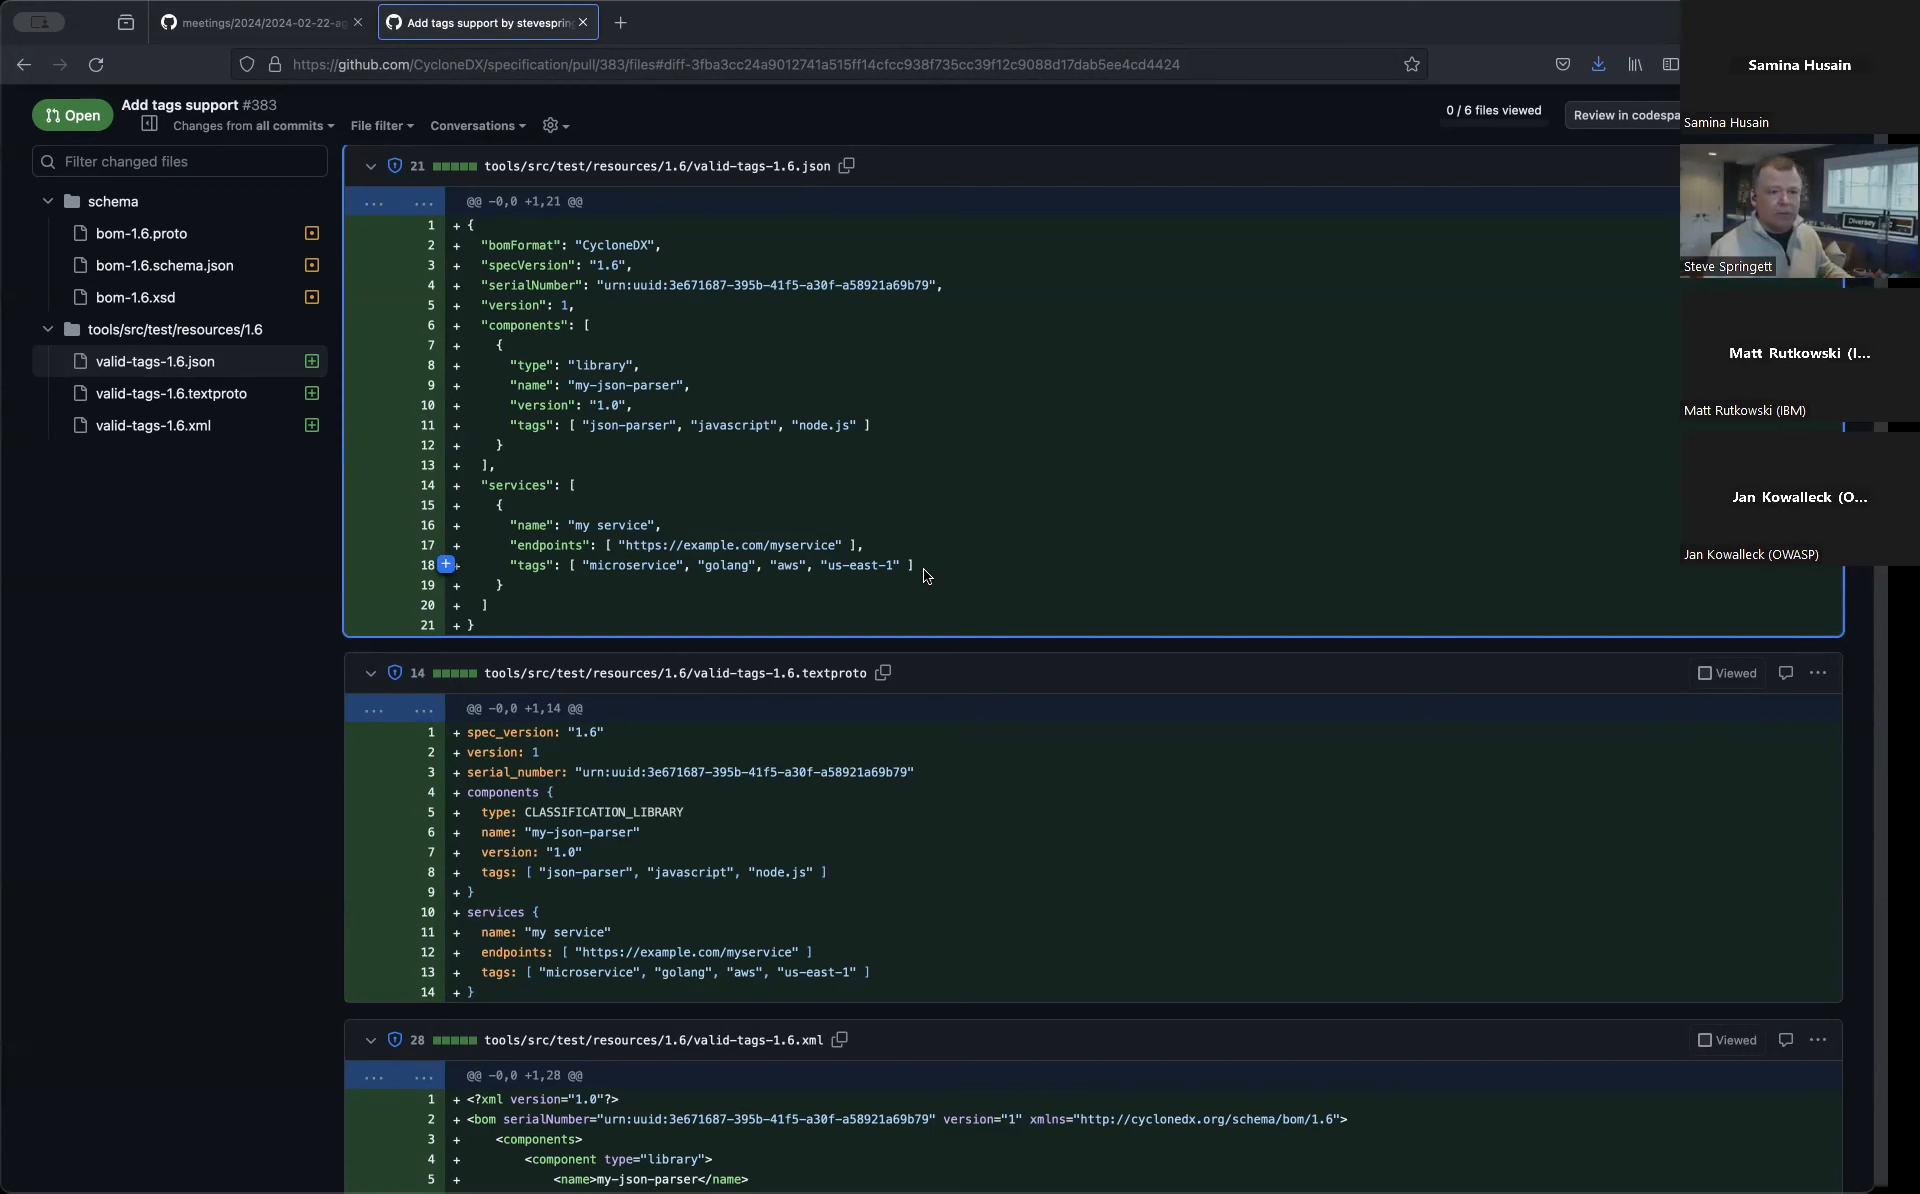 meetings/2024/2024-02-22-ag
Add tags support by stevesprin
https://github.com/CycloneDX/specification/pull/383/files#diff-3fba3cc24a9012741a515ff14cfcc938f735cc39f12c9088d17dab5ee4cd4424
Open
Add tags support #383
Changes from all commits
File filter
Conversations
0 / 6 files viewed
Review in codespa
Filter changed files
schema
bom-1.6.proto
bom-1.6.schema.json
bom-1.6.xsd
tools/src/test/resources/1.6
valid-tags-1.6.json
valid-tags-1.6.textproto
valid-tags-1.6.xml
21 tools/src/test/resources/1.6/valid-tags-1.6.json
... ... @@ -0,0 +1,21 @@
1 + {
2 + "bomFormat": "CycloneDX",
3 + "specVersion": "1.6",
4 + "serialNumber": "urn:uuid:3e671687-395b-41f5-a30f-a58921a69b79",
5 + "version": 1,
6 + "components": [
7 + {
8 + "type": "library",
9 + "name": "my-json-parser",
10 + "version": "1.0",
11 + "tags": [ "json-parser", "javascript", "node.js" ]
12 + }
13 + ],
14 + "services": [
15 + {
16 + "name": "my service",
17 + "endpoints": [ "https://example.com/myservice" ],
18 + "tags": [ "microservice", "golang", "aws", "us-east-1" ]
19 + }
20 + ]
21 + }
14 tools/src/test/resources/1.6/valid-tags-1.6.textproto
Viewed
... ... @@ -0,0 +1,14 @@
1 + spec_version: "1.6"
2 + version: 1
3 + serial_number: "urn:uuid:3e671687-395b-41f5-a30f-a58921a69b79"
4 + components {
5 + type: CLASSIFICATION_LIBRARY
6 + name: "my-json-parser"
7 + version: "1.0"
8 + tags: [ "json-parser", "javascript", "node.js" ]
9 + }
10 + services {
11 + name: "my service"
12 + endpoints: [ "https://example.com/myservice" ]
13 + tags: [ "microservice", "golang", "aws", "us-east-1" ]
14 + }
28 tools/src/test/resources/1.6/valid-tags-1.6.xml
Viewed
... ... @@ -0,0 +1,28 @@
1 + <?xml version="1.0"?>
2 + <bom serialNumber="urn:uuid:3e671687-395b-41f5-a30f-a58921a69b79" version="1" xmlns="http://cyclonedx.org/schema/bom/1.6">
3 + <components>
4 + <component type="library">
5 + <name>my-json-parser</name>
Samina Husain
Samina Husain
Diversey
Steve Springett
Matt Rutkowski (I...
Matt Rutkowski (IBM)
Jan Kowalleck (O...
Jan Kowalleck (OWASP)